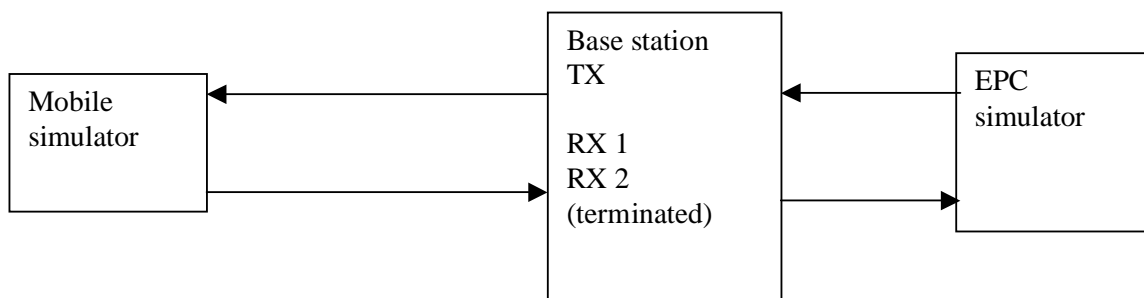 Mobile
simulator
Base station
TX
RX 1
RX 2
(terminated)
EPC
simulator